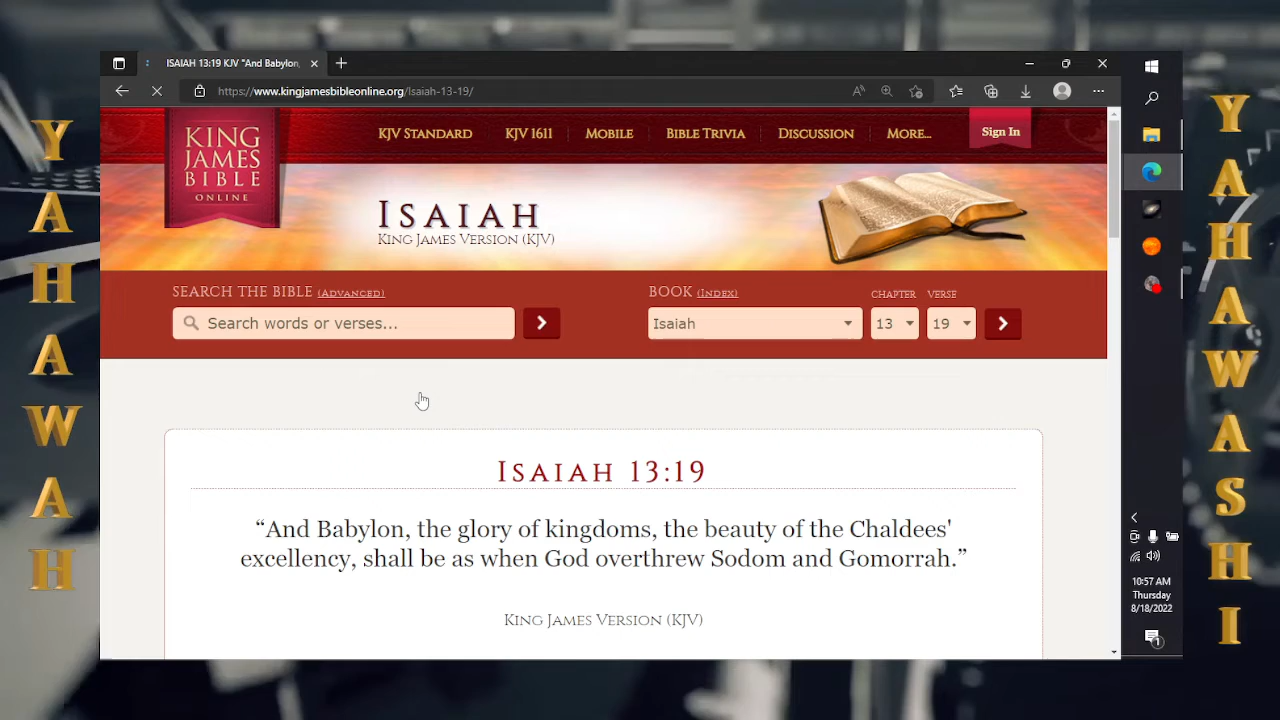 Y
A
H
A
W
A
H
ISAIAH 13:19 KJV "And Babylon,
https://www.kingjamesbibleonline.org/Isaiah-13-19/
KING
JAMES
BIBLE
ONLINE
KJV STANDARD
KJV 1611
MOBILE
BIBLE TRIVIA
DISCUSSION
MORE...
Sign In
ISAIAH
KING JAMES VERSION (KJV)
SEARCH THE BIBLE (ADVANCED)
Search words or verses...
BOOK (INDEX)
CHAPTER
VERSE
Isaiah
13
19
ISAIAH 13:19
“And Babylon, the glory of kingdoms, the beauty of the Chaldees'
excellency, shall be as when God overthrew Sodom and Gomorrah.”
KING JAMES VERSION (KJV)
10:57 AM
Thursday
8/18/2022
1
Y
A
H
A
W
A
S
H
I